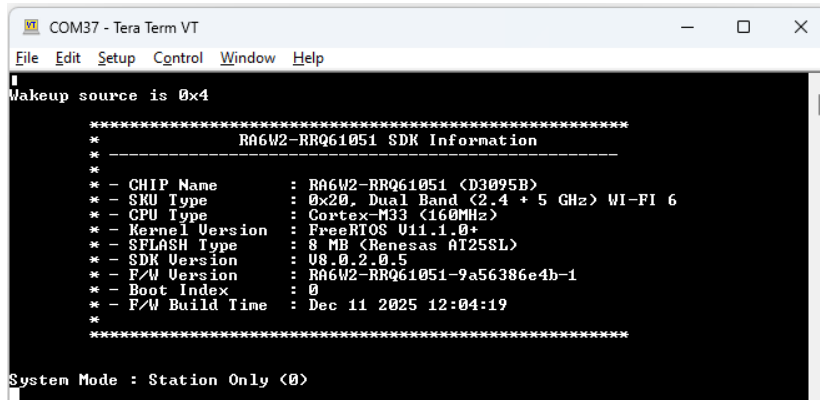 COM37 - Tera Term VT
File Edit Setup Control Window Help
Wakeup source is 0x4
******************************************************
* RA6W2-RRQ61051 SDK Information
* ---------------------------------------------------
*
* - CHIP Name : RA6W2-RRQ61051 (D3095B)
* - SKU Type : 0x20, Dual Band (2.4 + 5 GHz) WI-FI 6
* - CPU Type : Cortex-M33 (160MHz)
* - Kernel Version : FreeRTOS V11.1.0+
* - SFLASH Type : 8 MB (Renesas AT25SL)
* - SDK Version : V8.0.2.0.5
* - F/W Version : RA6W2-RRQ61051-9a56386e4b-1
* - Boot Index : 0
* - F/W Build Time : Dec 11 2025 12:04:19
*
******************************************************
System Mode : Station Only (0)